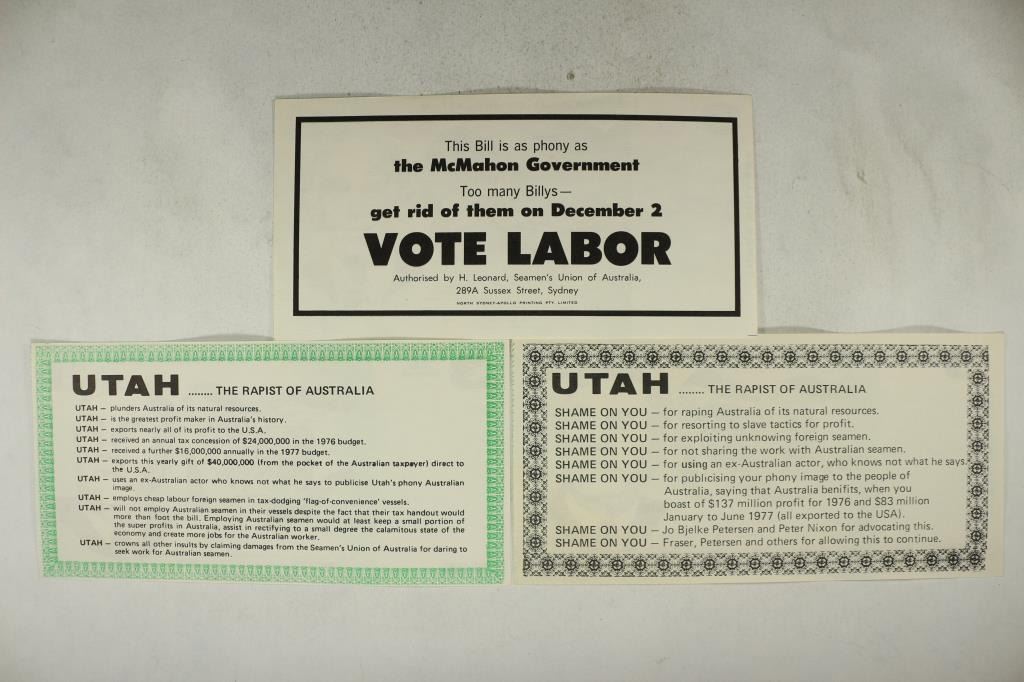 This Bill is as phony as
the McMahon Government
Too many Billys—
get rid of them on December 2
VOTE LABOR
Authorised by H. Leonard, Seamen's Union of Australia,
289A Sussex Street, Sydney
NORTH SYDNEY-APOLLO PRINTING PTY. LIMITED
UTAH ........ THE RAPIST OF AUSTRALIA
UTAH — plunders Australia of its natural resources.
UTAH — is the greatest profit maker in Australia's history.
UTAH — exports nearly all of its profit to the U.S.A.
UTAH — received an annual tax concession of $24,000,000 in the 1976 budget.
UTAH — received a further $16,000,000 annually in the 1977 budget.
UTAH — exports this yearly gift of $40,000,000 (from the pocket of the Australian taxpayer) direct to
the U.S.A.
UTAH — uses an ex-Australian actor who knows not what he says to publicise Utah's phony Australian
image.
UTAH — employs cheap labour foreign seamen in tax-dodging 'flag-of-convenience' vessels.
UTAH — will not employ Australian seamen in their vessels despite the fact that their tax handout would
more than foot the bill. Employing Australian seamen would at least keep a small portion of
the super profits in Australia, assist in rectifying to a small degree the calamitous state of the
economy and create more jobs for the Australian worker.
UTAH — crowns all other insults by claiming damages from the Seamen's Union of Australia for daring to
seek work for Australian seamen.
UTAH ........ THE RAPIST OF AUSTRALIA
SHAME ON YOU — for raping Australia of its natural resources.
SHAME ON YOU — for resorting to slave tactics for profit.
SHAME ON YOU — for exploiting unknowing foreign seamen.
SHAME ON YOU — for not sharing the work with Australian seamen.
SHAME ON YOU — for using an ex-Australian actor, who knows not what he says.
SHAME ON YOU — for publicising your phony image to the people of
Australia, saying that Australia benifits, when you
boast of $137 million profit for 1976 and $83 million
January to June 1977 (all exported to the USA).
SHAME ON YOU — Jo Bjelke Petersen and Peter Nixon for advocating this.
SHAME ON YOU — Fraser, Petersen and others for allowing this to continue.